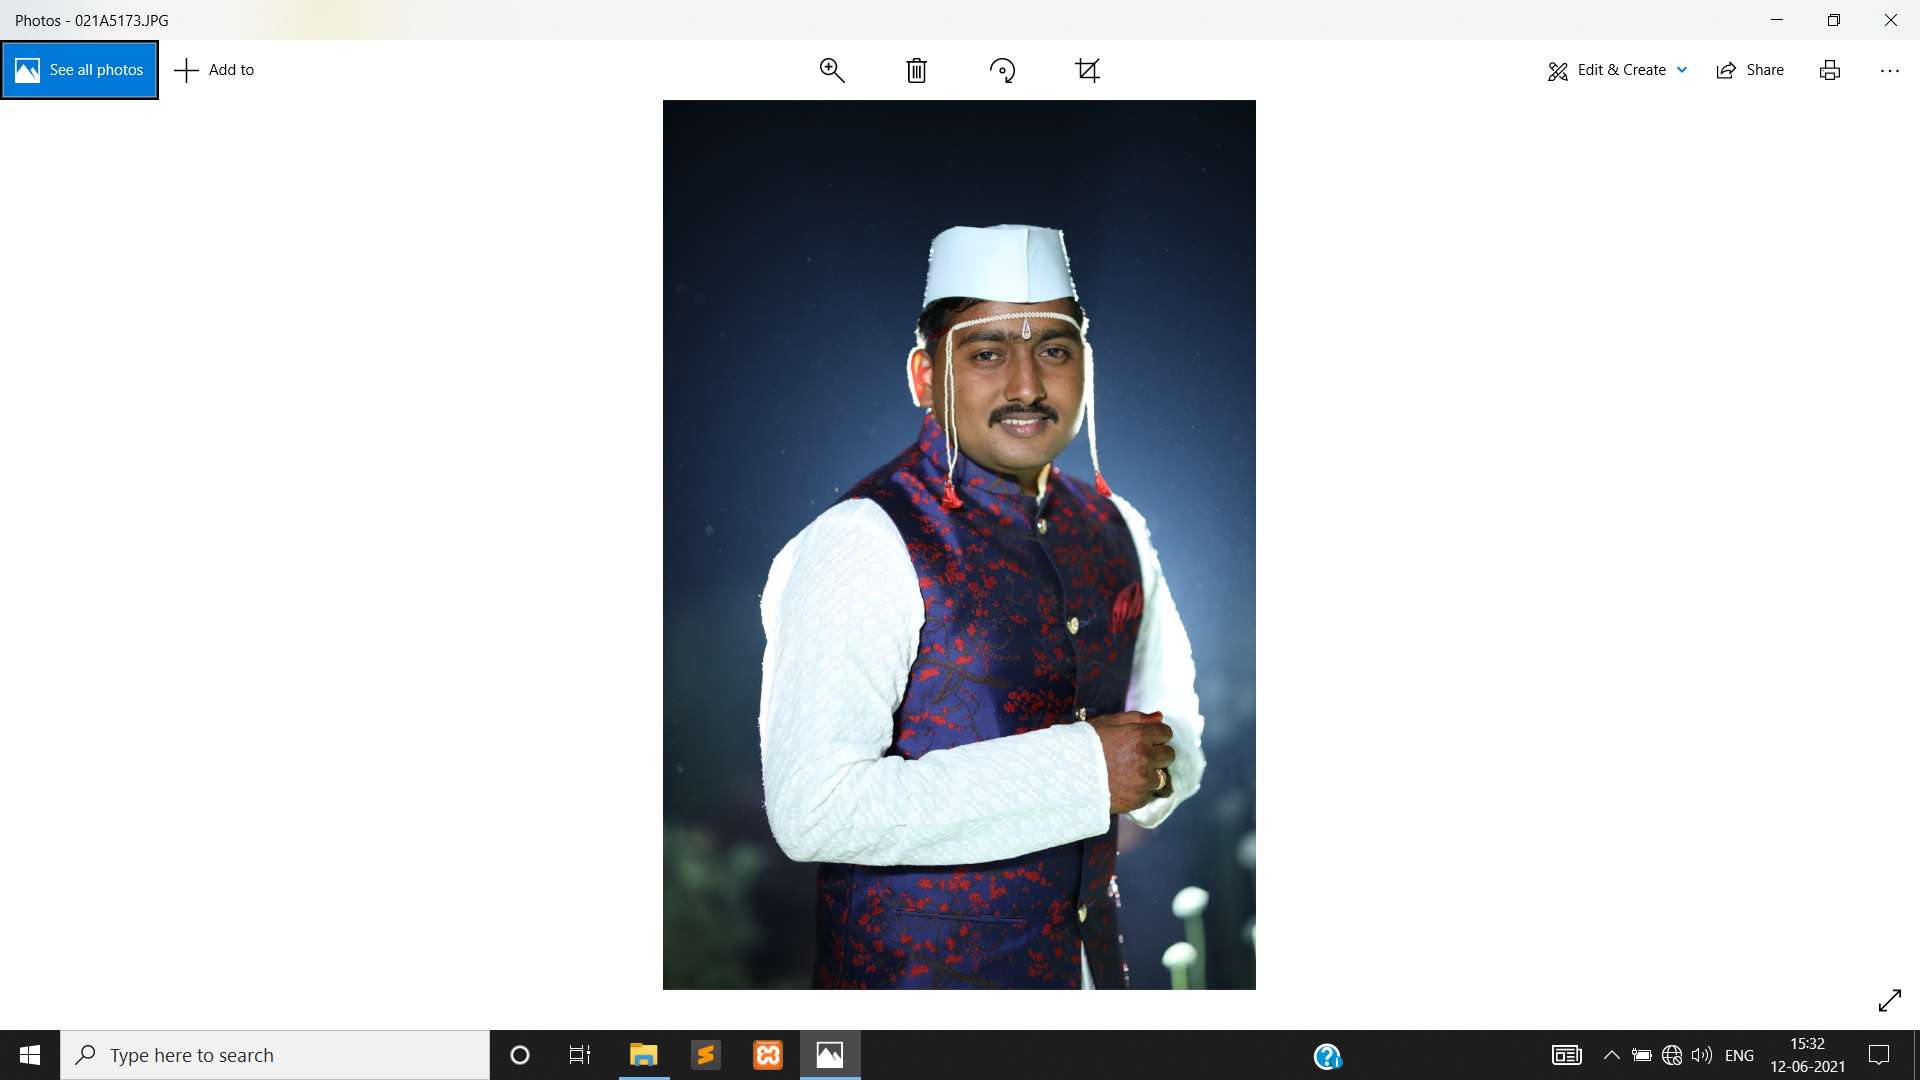 Photos - 021A5173.JPG
See all photos
Add to
Edit & Create
Share
Type here to search
ENG
15:32
12-06-2021